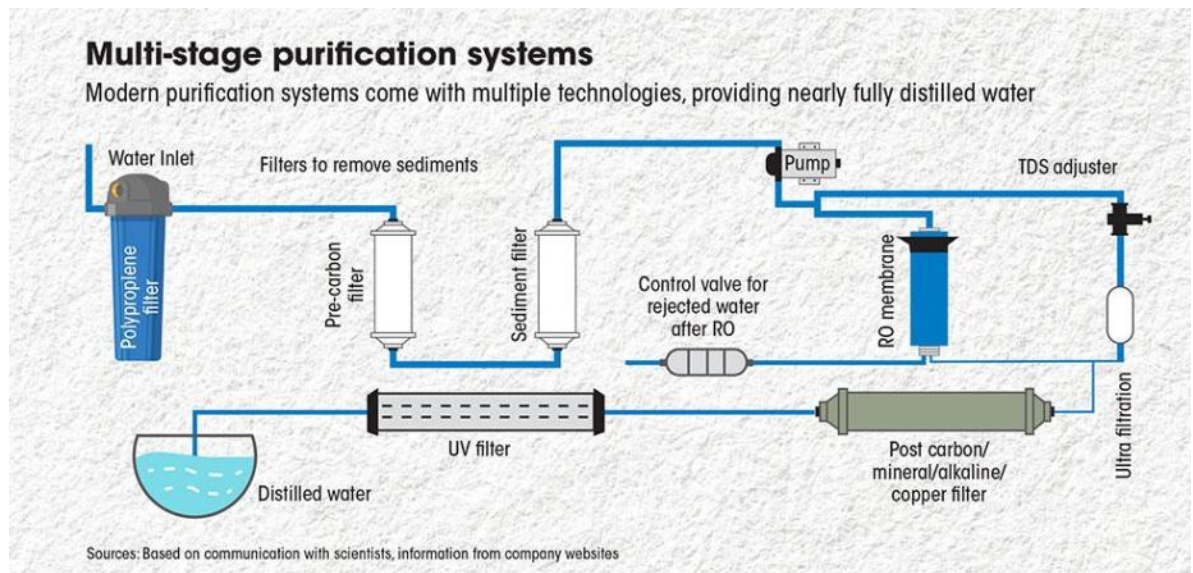 Multi-stage purification systems
Modern purification systems come with multiple technologies, providing nearly fully distilled water
Water Inlet
Filters to remove sediments
Pump
TDS adjuster
Polyproplene
filter
Pre-carbon
filter
Sediment filter
Control valve for
rejected water
after RO
RO membrane
Ultra filtration
UV filter
Post carbon/
mineral/alkaline/
copper filter
Distilled water
Sources: Based on communication with scientists, information from company websites